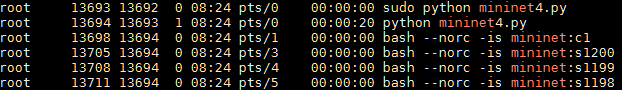 root 13693 13692 0 08:24 pts/0 00:00:00 sudo python mininet4.py
root 13694 13693 1 08:24 pts/0 00:00:20 python mininet4.py
root 13698 13694 0 08:24 pts/1 00:00:00 bash --norc -is mininet:c1
root 13705 13694 0 08:24 pts/3 00:00:00 bash --norc -is mininet:s1200
root 13708 13694 0 08:24 pts/4 00:00:00 bash --norc -is mininet:s1199
root 13711 13694 0 08:24 pts/5 00:00:00 bash --norc -is mininet:s1198